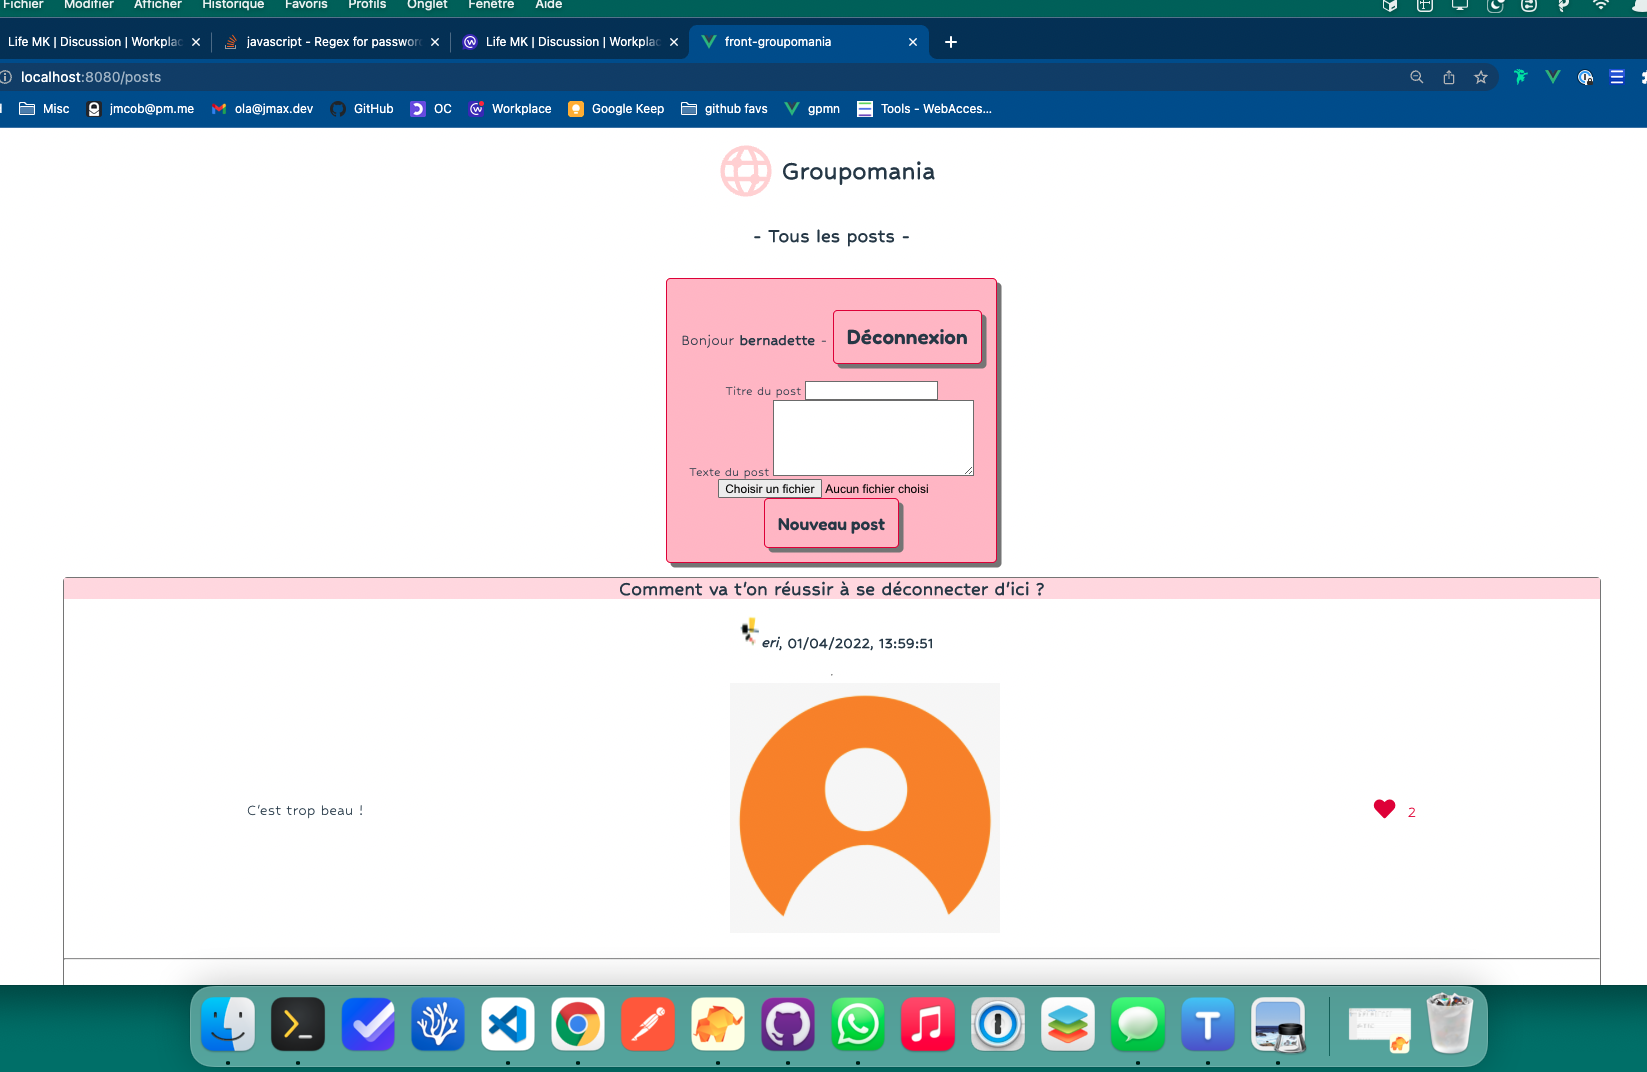 Fichier Modifier Afficher Historique Favoris Profils Onglet Fenêtre Aide
Life MK | Discussion | Workplac javascript - Regex for passwor Life MK | Discussion | Workplac front-groupomania
localhost:8080/posts
Misc jmcob@pm.me ola@jmax.dev GitHub OC Workplace Google Keep github favs gpmn Tools - WebAcces...
Groupomania
- Tous les posts -
Bonjour bernadette - Déconnexion
Titre du post
Texte du post
Choisir un fichier Aucun fichier choisi
Nouveau post
Comment va t'on réussir à se déconnecter d'ici ?
eri, 01/04/2022, 13:59:51
.
C'est trop beau !
2